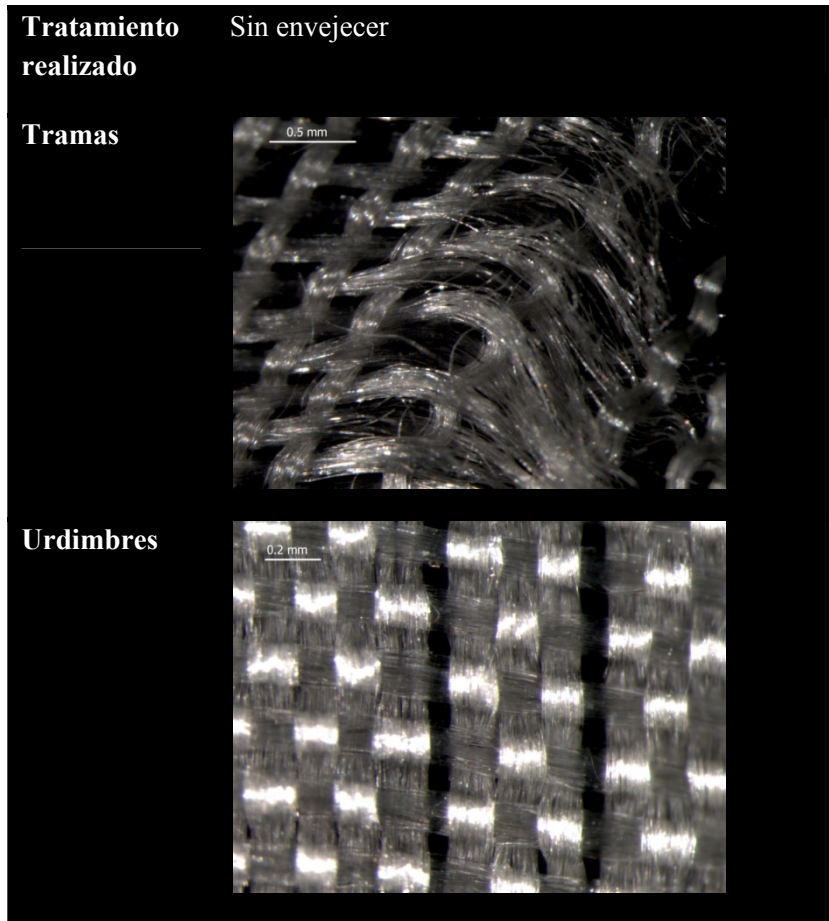 Tratamiento
realizado
Sin envejecer
Tramas
0.5 mm
Urdimbres
0.2 mm